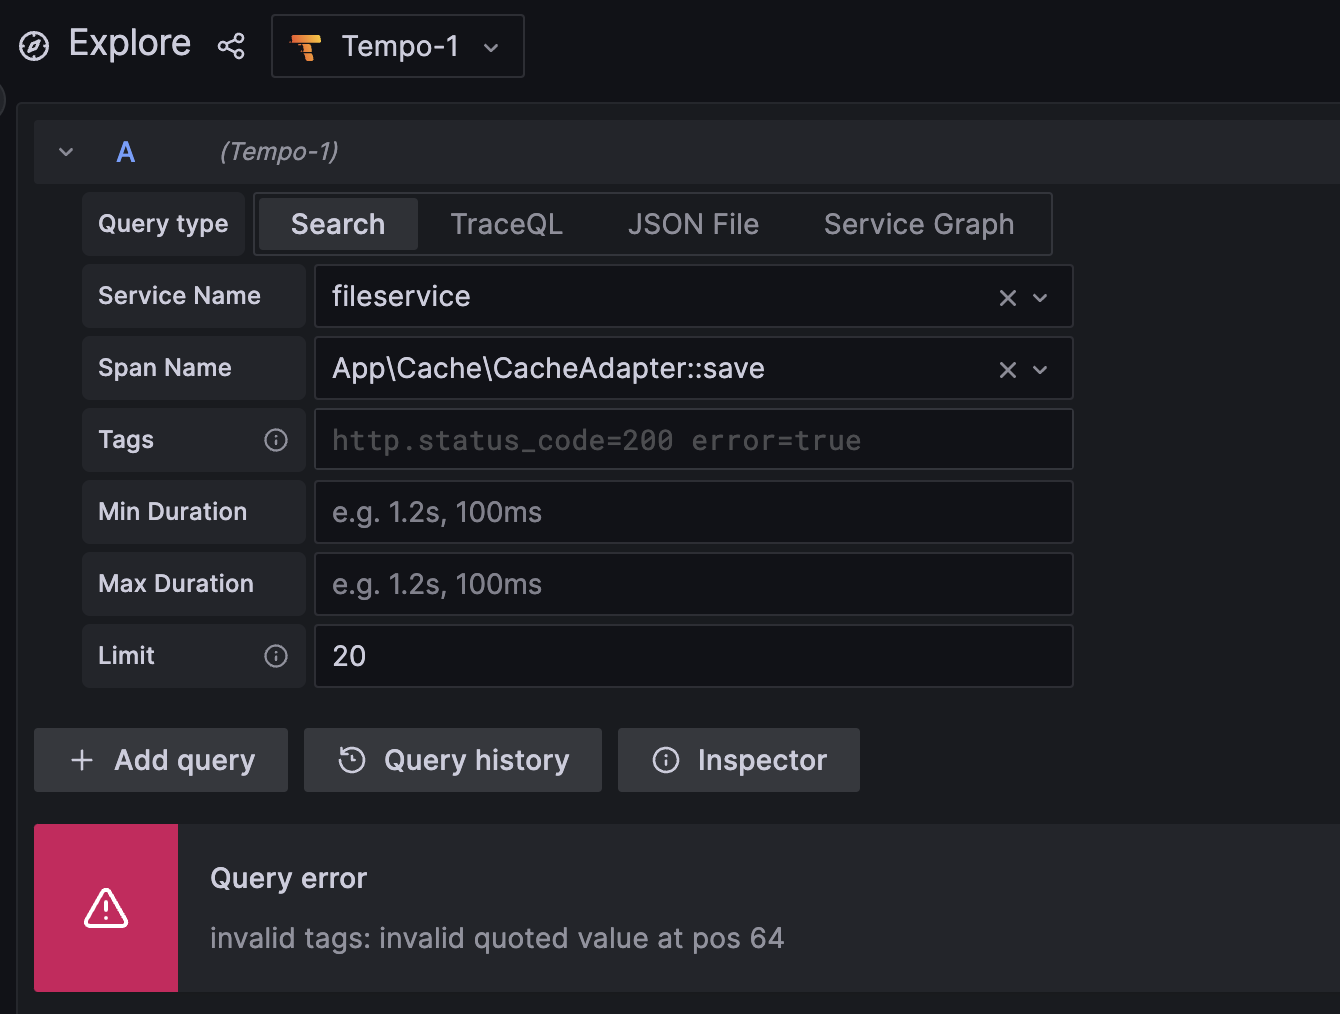 Explore
Tempo-1
A (Tempo-1)
Query type Search TraceQL JSON File Service Graph
Service Name fileservice
Span Name App\Cache\CacheAdapter::save
Tags http.status_code=200 error=true
Min Duration e.g. 1.2s, 100ms
Max Duration e.g. 1.2s, 100ms
Limit 20
+ Add query Query history Inspector
Query error
invalid tags: invalid quoted value at pos 64